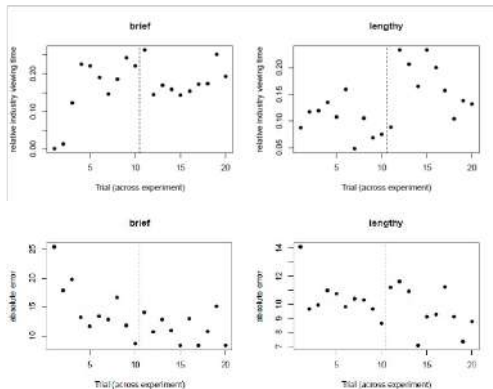 brief
relative industry viewing time
0.00
0.10
0.20
5
10
15
20
Trial (across experiment)
lengthy
relative industry viewing time
0.05
0.10
0.15
0.20
5
10
15
20
Trial (across experiment)
brief
absolute error
10
15
20
25
5
10
15
20
Trial (across experiment)
lengthy
absolute error
7
8
9
10
12
14
5
10
15
20
Trial (across experiment)